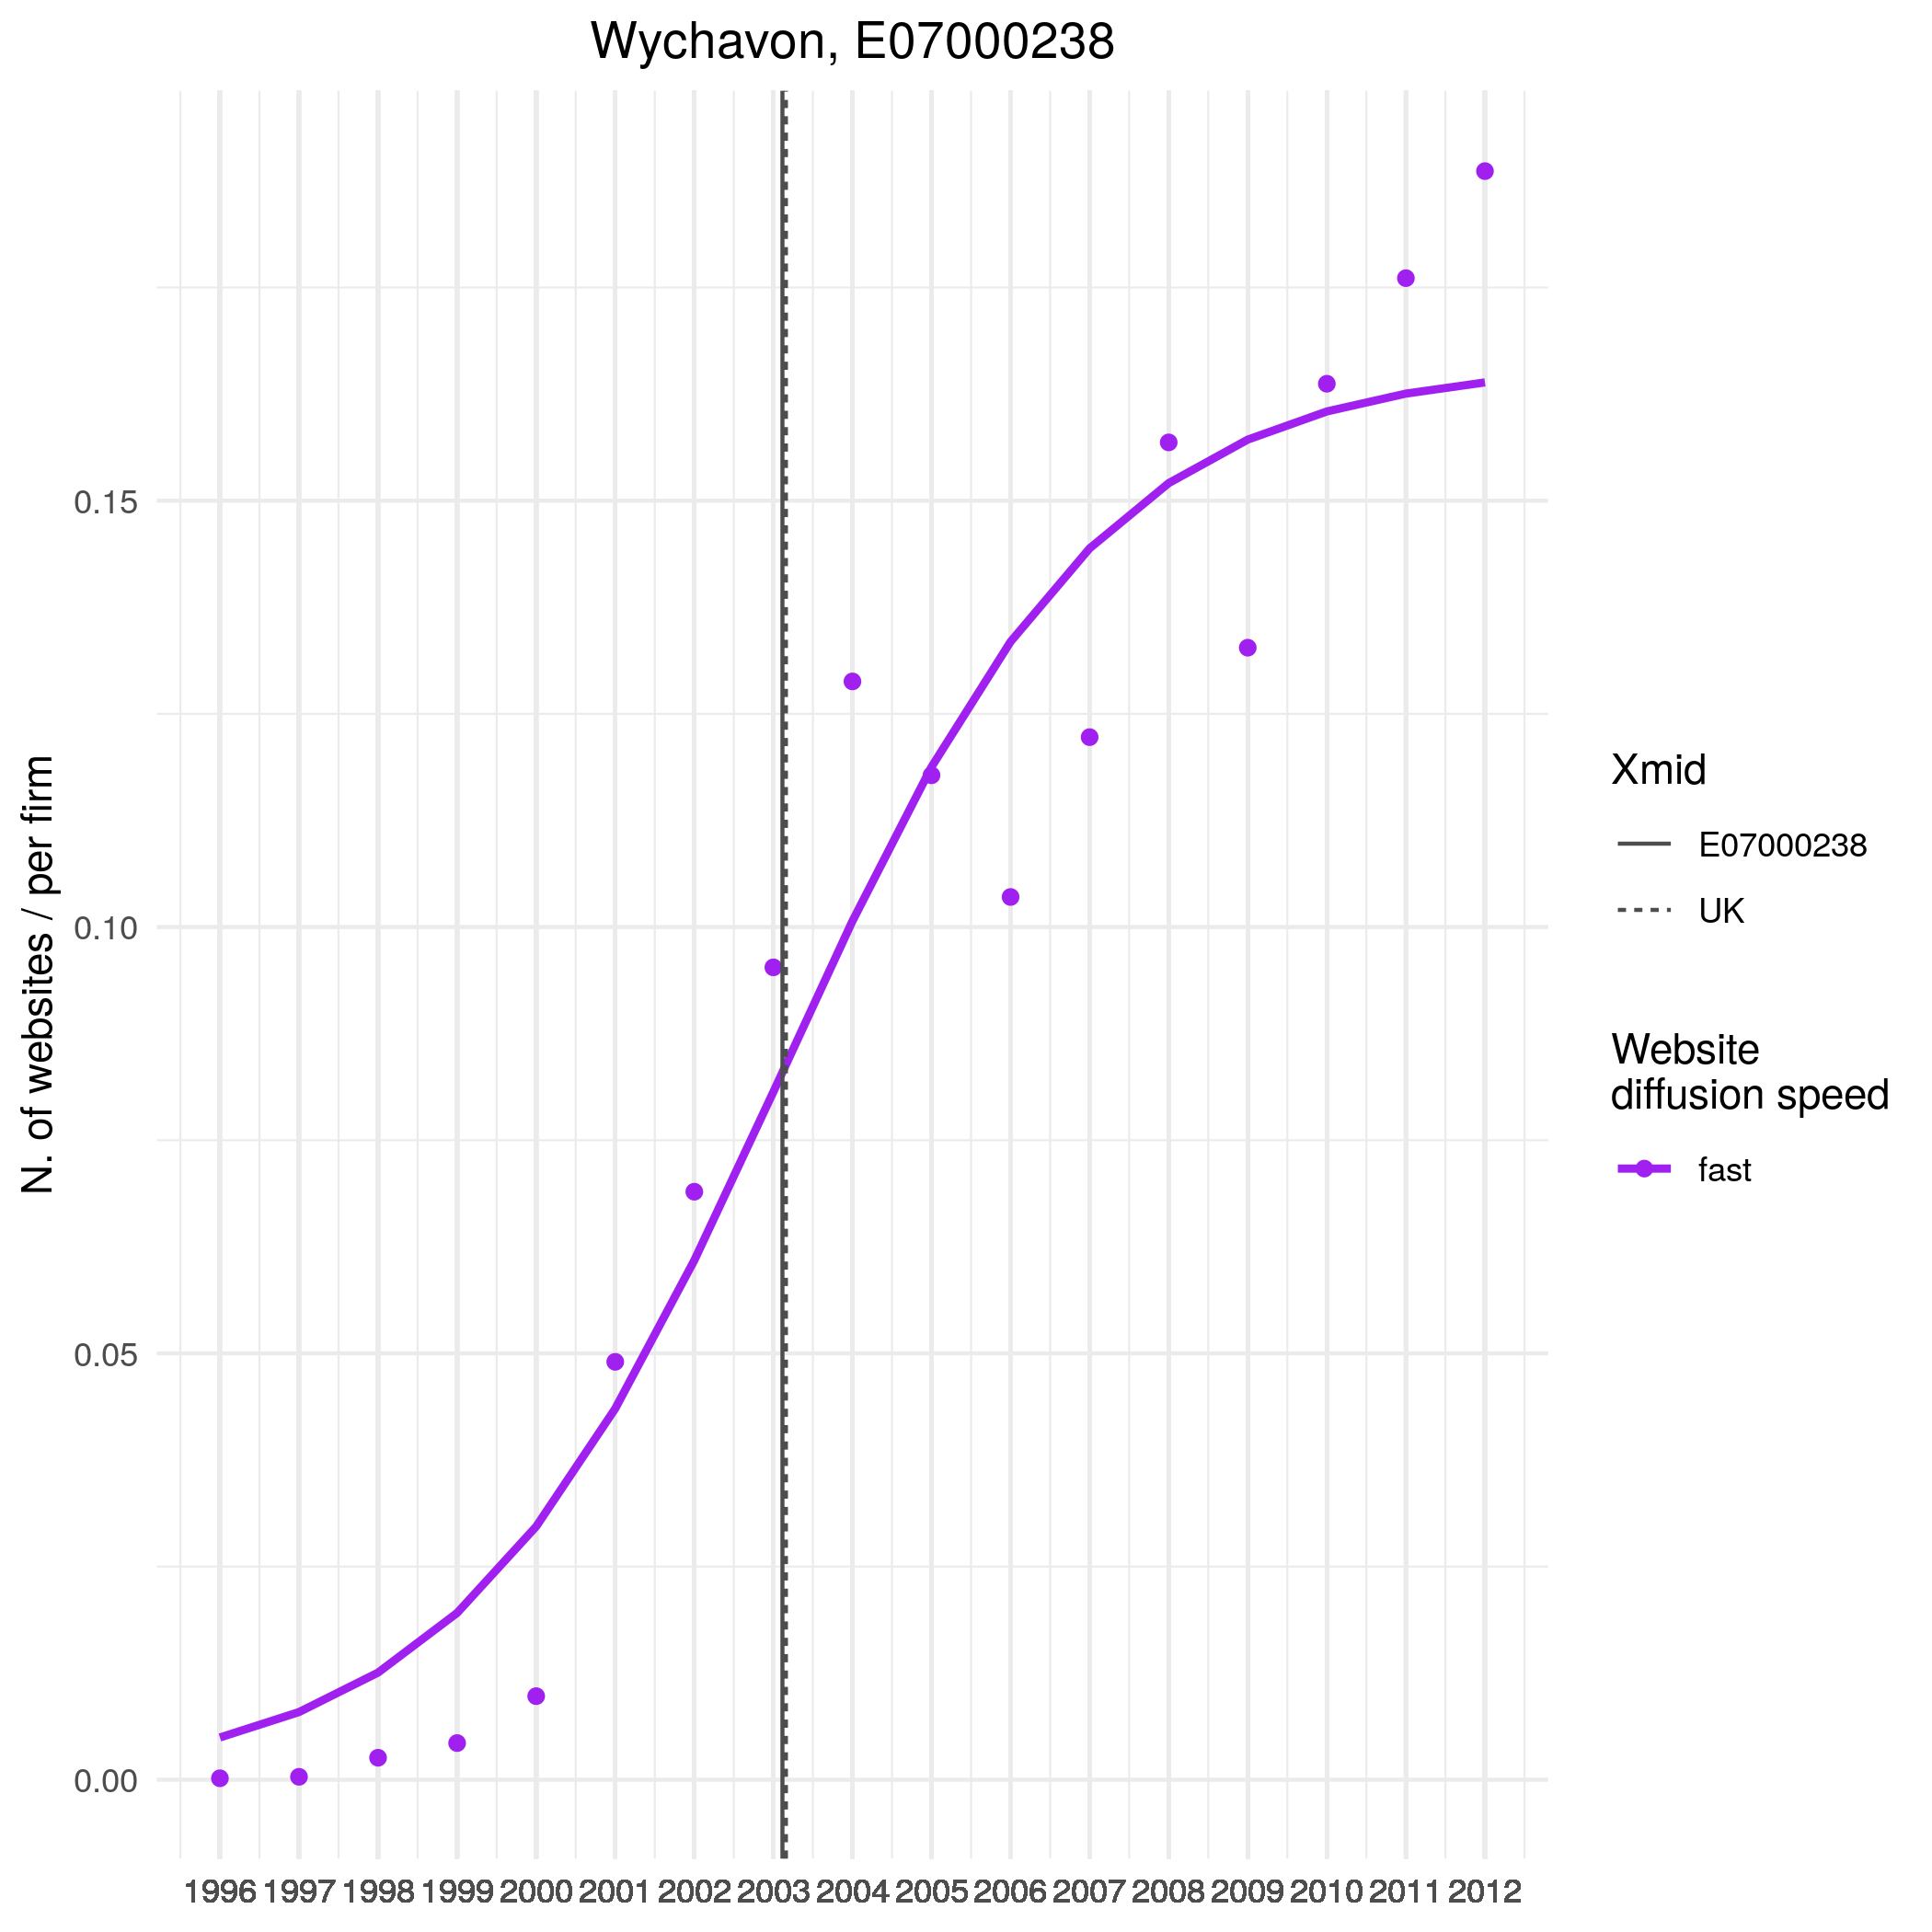 Wychavon, E07000238
N. of websites / per firm
0.15
0.10
0.05
0.00
1996 1997 1998 1999 2000 2001 2002 2003 2004 2005 2006 2007 2008 2009 2010 2011 2012
Xmid
E07000238
UK
Website
diffusion speed
fast